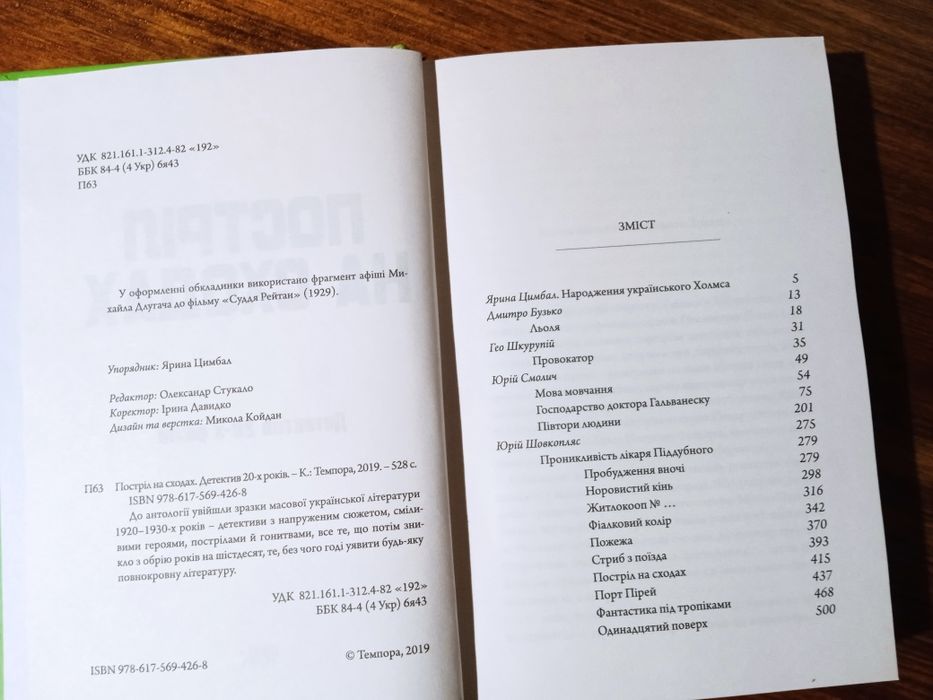 УДК 821.161.1-312.4-82 «192»
ББК 84-4 (4 Укр) 6я43
П63
У оформленні обкладинки використано фрагмент афіші Ми-
хайла Длугача до фільму «Суддя Рейтан» (1929).
Упорядник: Ярина Цимбал
Редактор: Олександр Стукало
Коректор: Ірина Давидко
Дизайн та верстка: Микола Койдан
П63 Постріл на сходах. Детектив 20-х років. – К.: Темпора, 2019. – 528 с.
ISBN 978-617-569-426-8
До антології увійшли зразки масової української літератури
1920–1930-х років – детективи з напруженим сюжетом, сміли-
вими героями, пострілами й гонитвами, все те, що потім зни-
кло з обрію років на шістдесят, те, без чого годі уявити будь-яку
повнокровну літературу.
УДК 821.161.1-312.4-82 «192»
ББК 84-4 (4 Укр) 6я43
ISBN 978-617-569-426-8 © Темпора, 2019
ЗМІСТ
Ярина Цимбал. Народження українського Холмса 5
Дмитро Бузько 13
Льоля 18
Гео Шкурупій 31
Провокатор 35
Юрій Смолич 49
Мова мовчання 54
Господарство доктора Гальванеску 75
Півтори людини 201
Юрій Шовкопляс 275
Проникливість лікаря Піддубного 279
Пробудження вночі 279
Норовистий кінь 298
Житлокооп № … 316
Фіалковий колір 342
Пожежа 370
Стриб з поїзда 393
Постріл на сходах 415
Порт Пірей 437
Фантастика під тропіками 468
Одинадцятий поверх 500